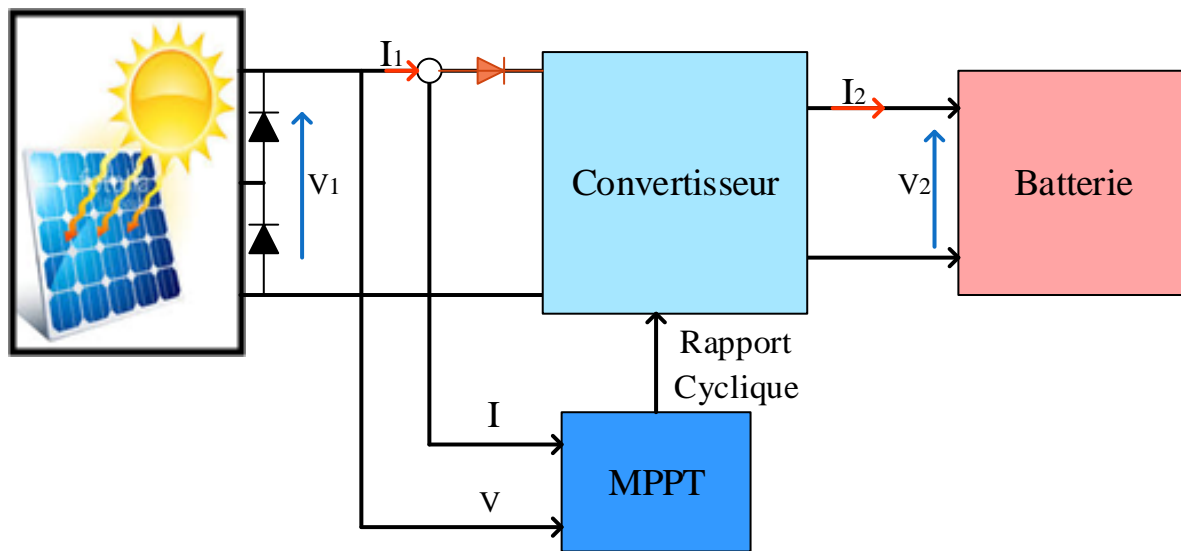 I1
I2
V1
V2
Convertisseur
Batterie
Rapport
Cyclique
I
V
MPPT